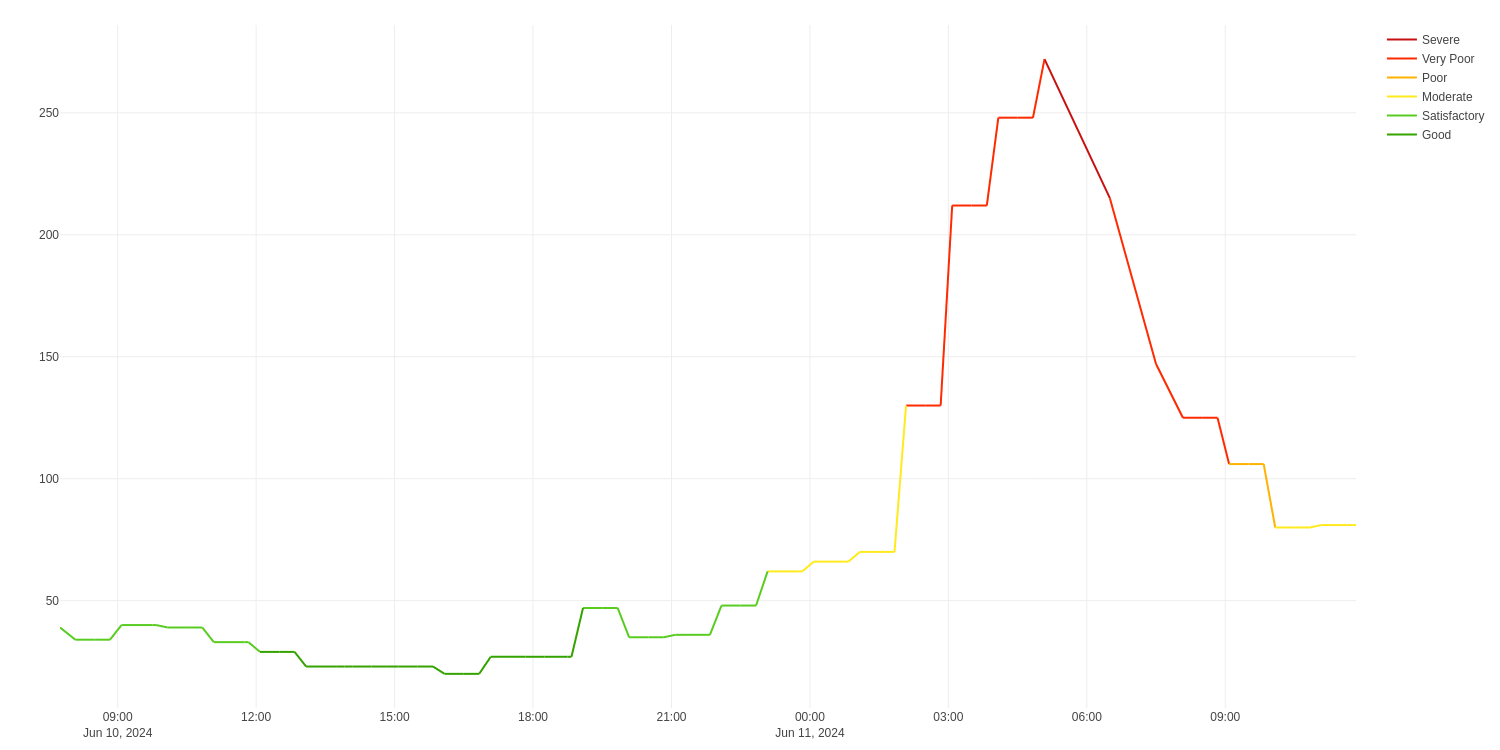 Severe
Very Poor
Poor
Moderate
Satisfactory
Good
250
200
150
100
50
09:00 12:00 15:00 18:00 21:00 00:00 03:00 06:00 09:00
Jun 10, 2024 Jun 11, 2024